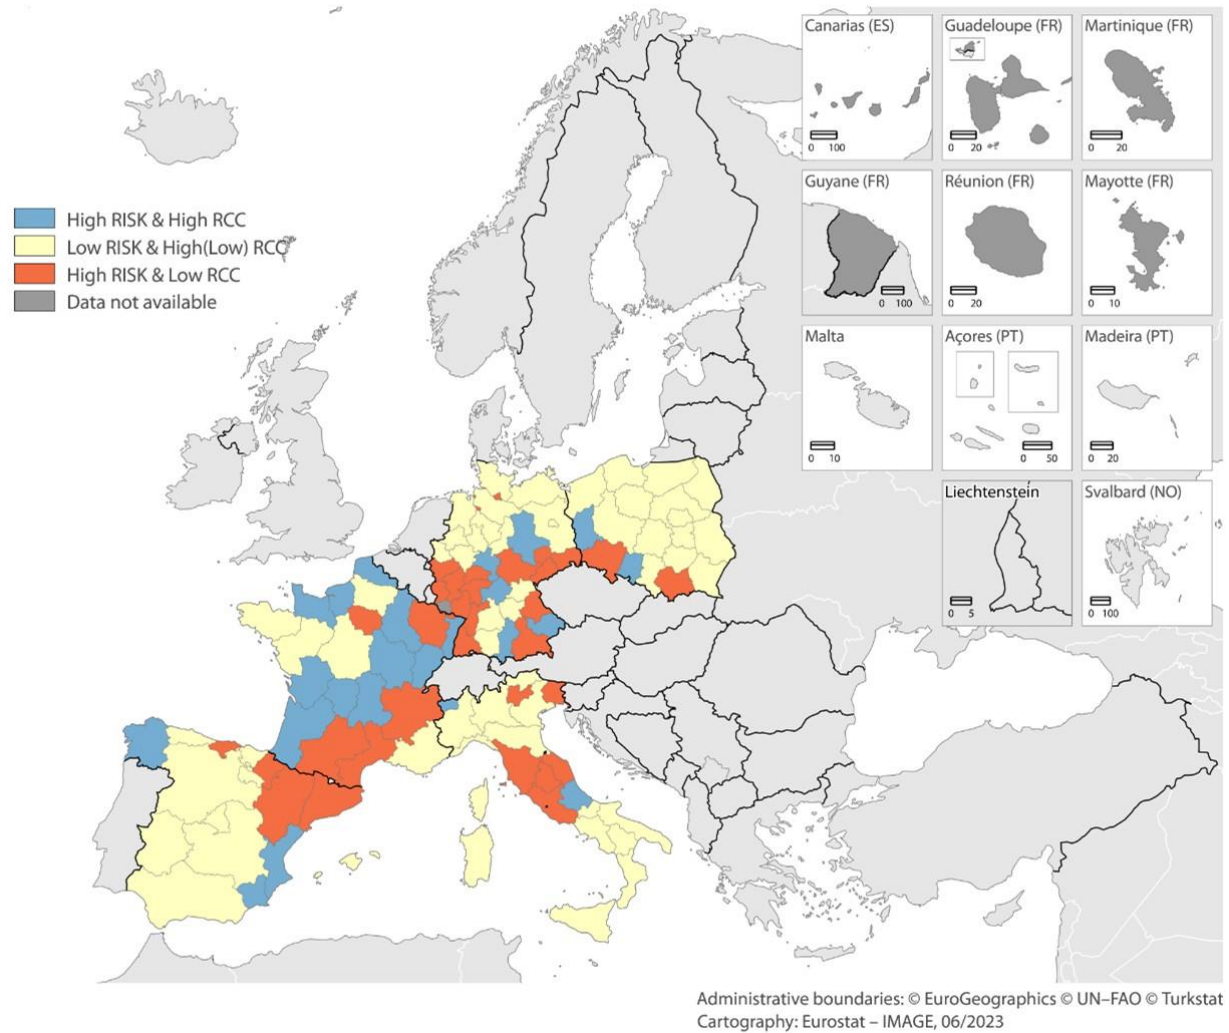 Canarias (ES)
0 100
Guadeloupe (FR)
0 20
Martinique (FR)
0 20
Guyane (FR)
0 100
Réunion (FR)
0 20
Mayotte (FR)
0 10
High RISK & High RCC
Low RISK & High(Low) RCC
High RISK & Low RCC
Data not available
Malta
0 10
Açores (PT)
0 50
Madeira (PT)
0 20
Liechtenstein
0 5
Svalbard (NO)
0 100
Administrative boundaries: © EuroGeographics © UN–FAO © Turkstat
Cartography: Eurostat – IMAGE, 06/2023